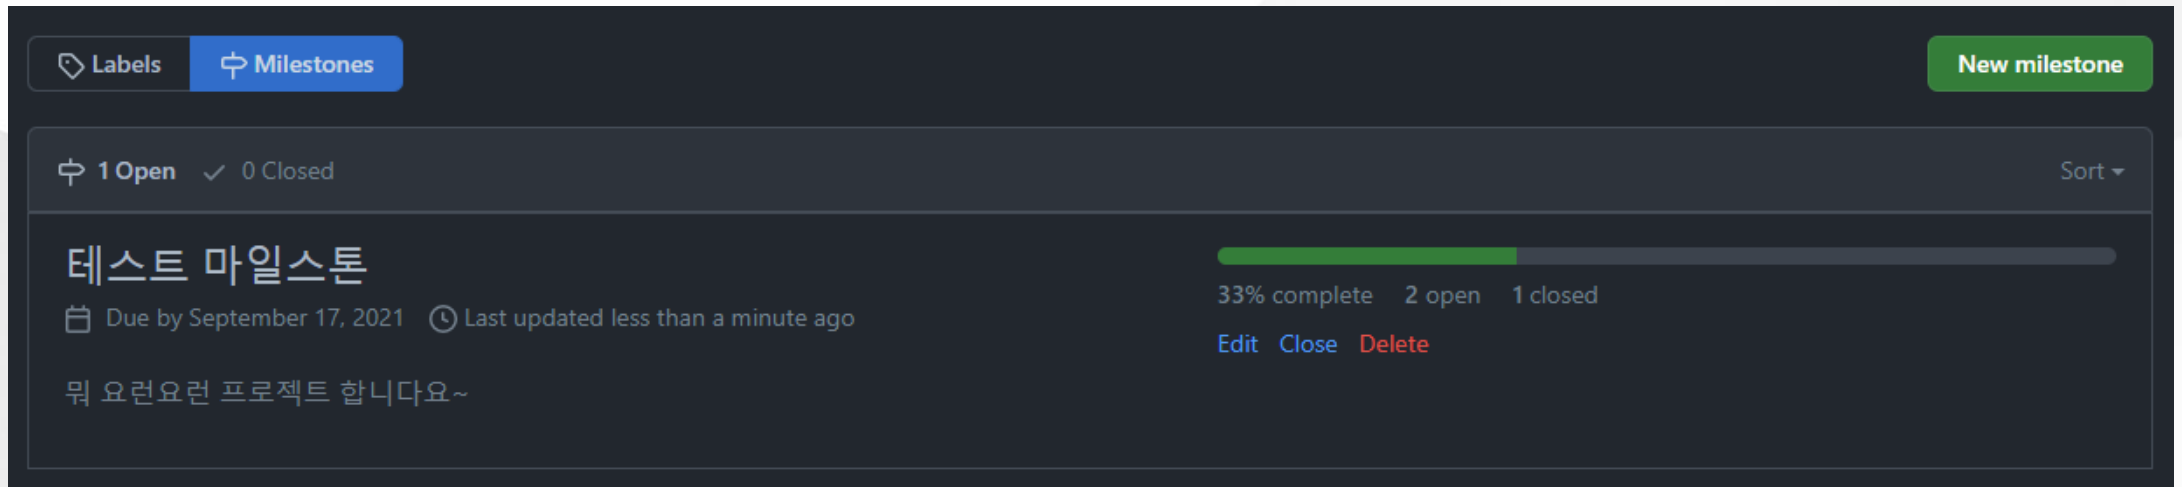 Labels Milestones New milestone
1 Open 0 Closed Sort
테스트 마일스톤
Due by September 17, 2021 Last updated less than a minute ago
뭐 요런요런 프로젝트 합니다요~
33% complete 2 open 1 closed
Edit Close Delete